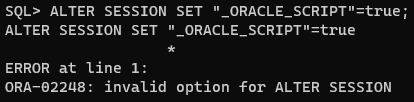 SQL> ALTER SESSION SET "_ORACLE_SCRIPT"=true;
ALTER SESSION SET "_ORACLE_SCRIPT"=true
                  *
ERROR at line 1:
ORA-02248: invalid option for ALTER SESSION